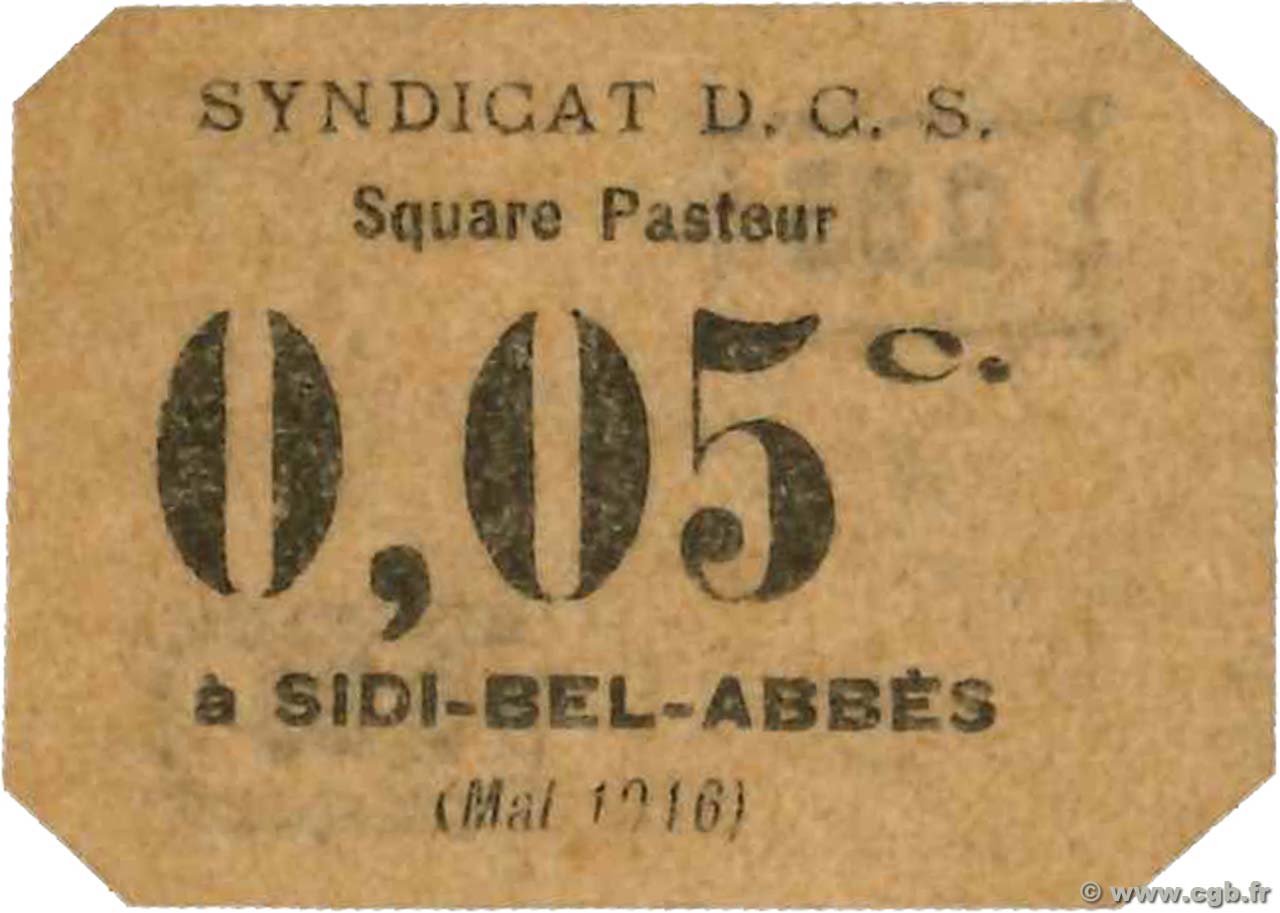 SYNDICAT D. C. S.
Square Pasteur
0,05 c.
à SIDI-BEL-ABBÈS
(Mai 1916)
© www.cgb.fr